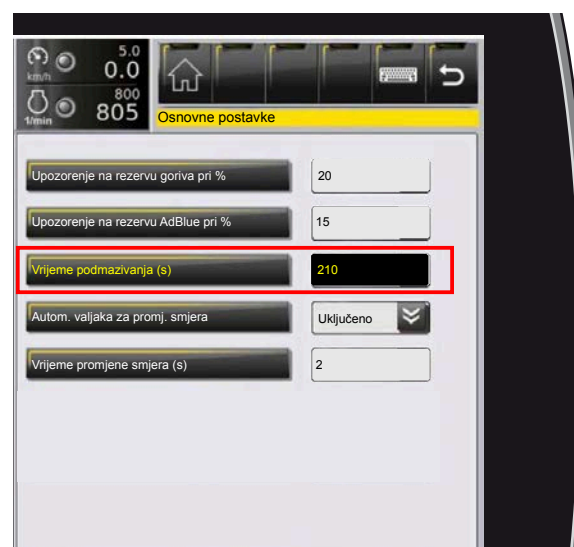 5.0
km/h 0.0
800
1/min 805
Osnovne postavke
Upozorenje na rezervu goriva pri % 20
Upozorenje na rezervu AdBlue pri % 15
Vrijeme podmazivanja (s) 210
Autom. valjaka za promj. smjera Uključeno
Vrijeme promjene smjera (s) 2